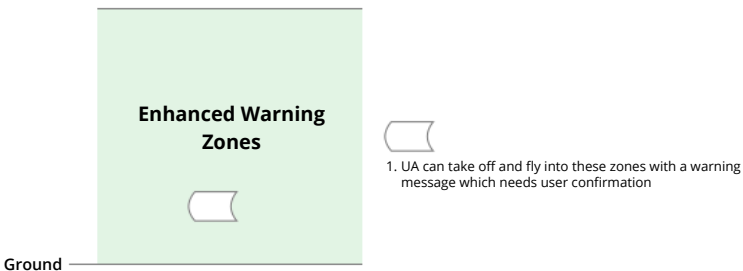 Enhanced Warning
Zones
1. UA can take off and fly into these zones with a warning
message which needs user confirmation
Ground